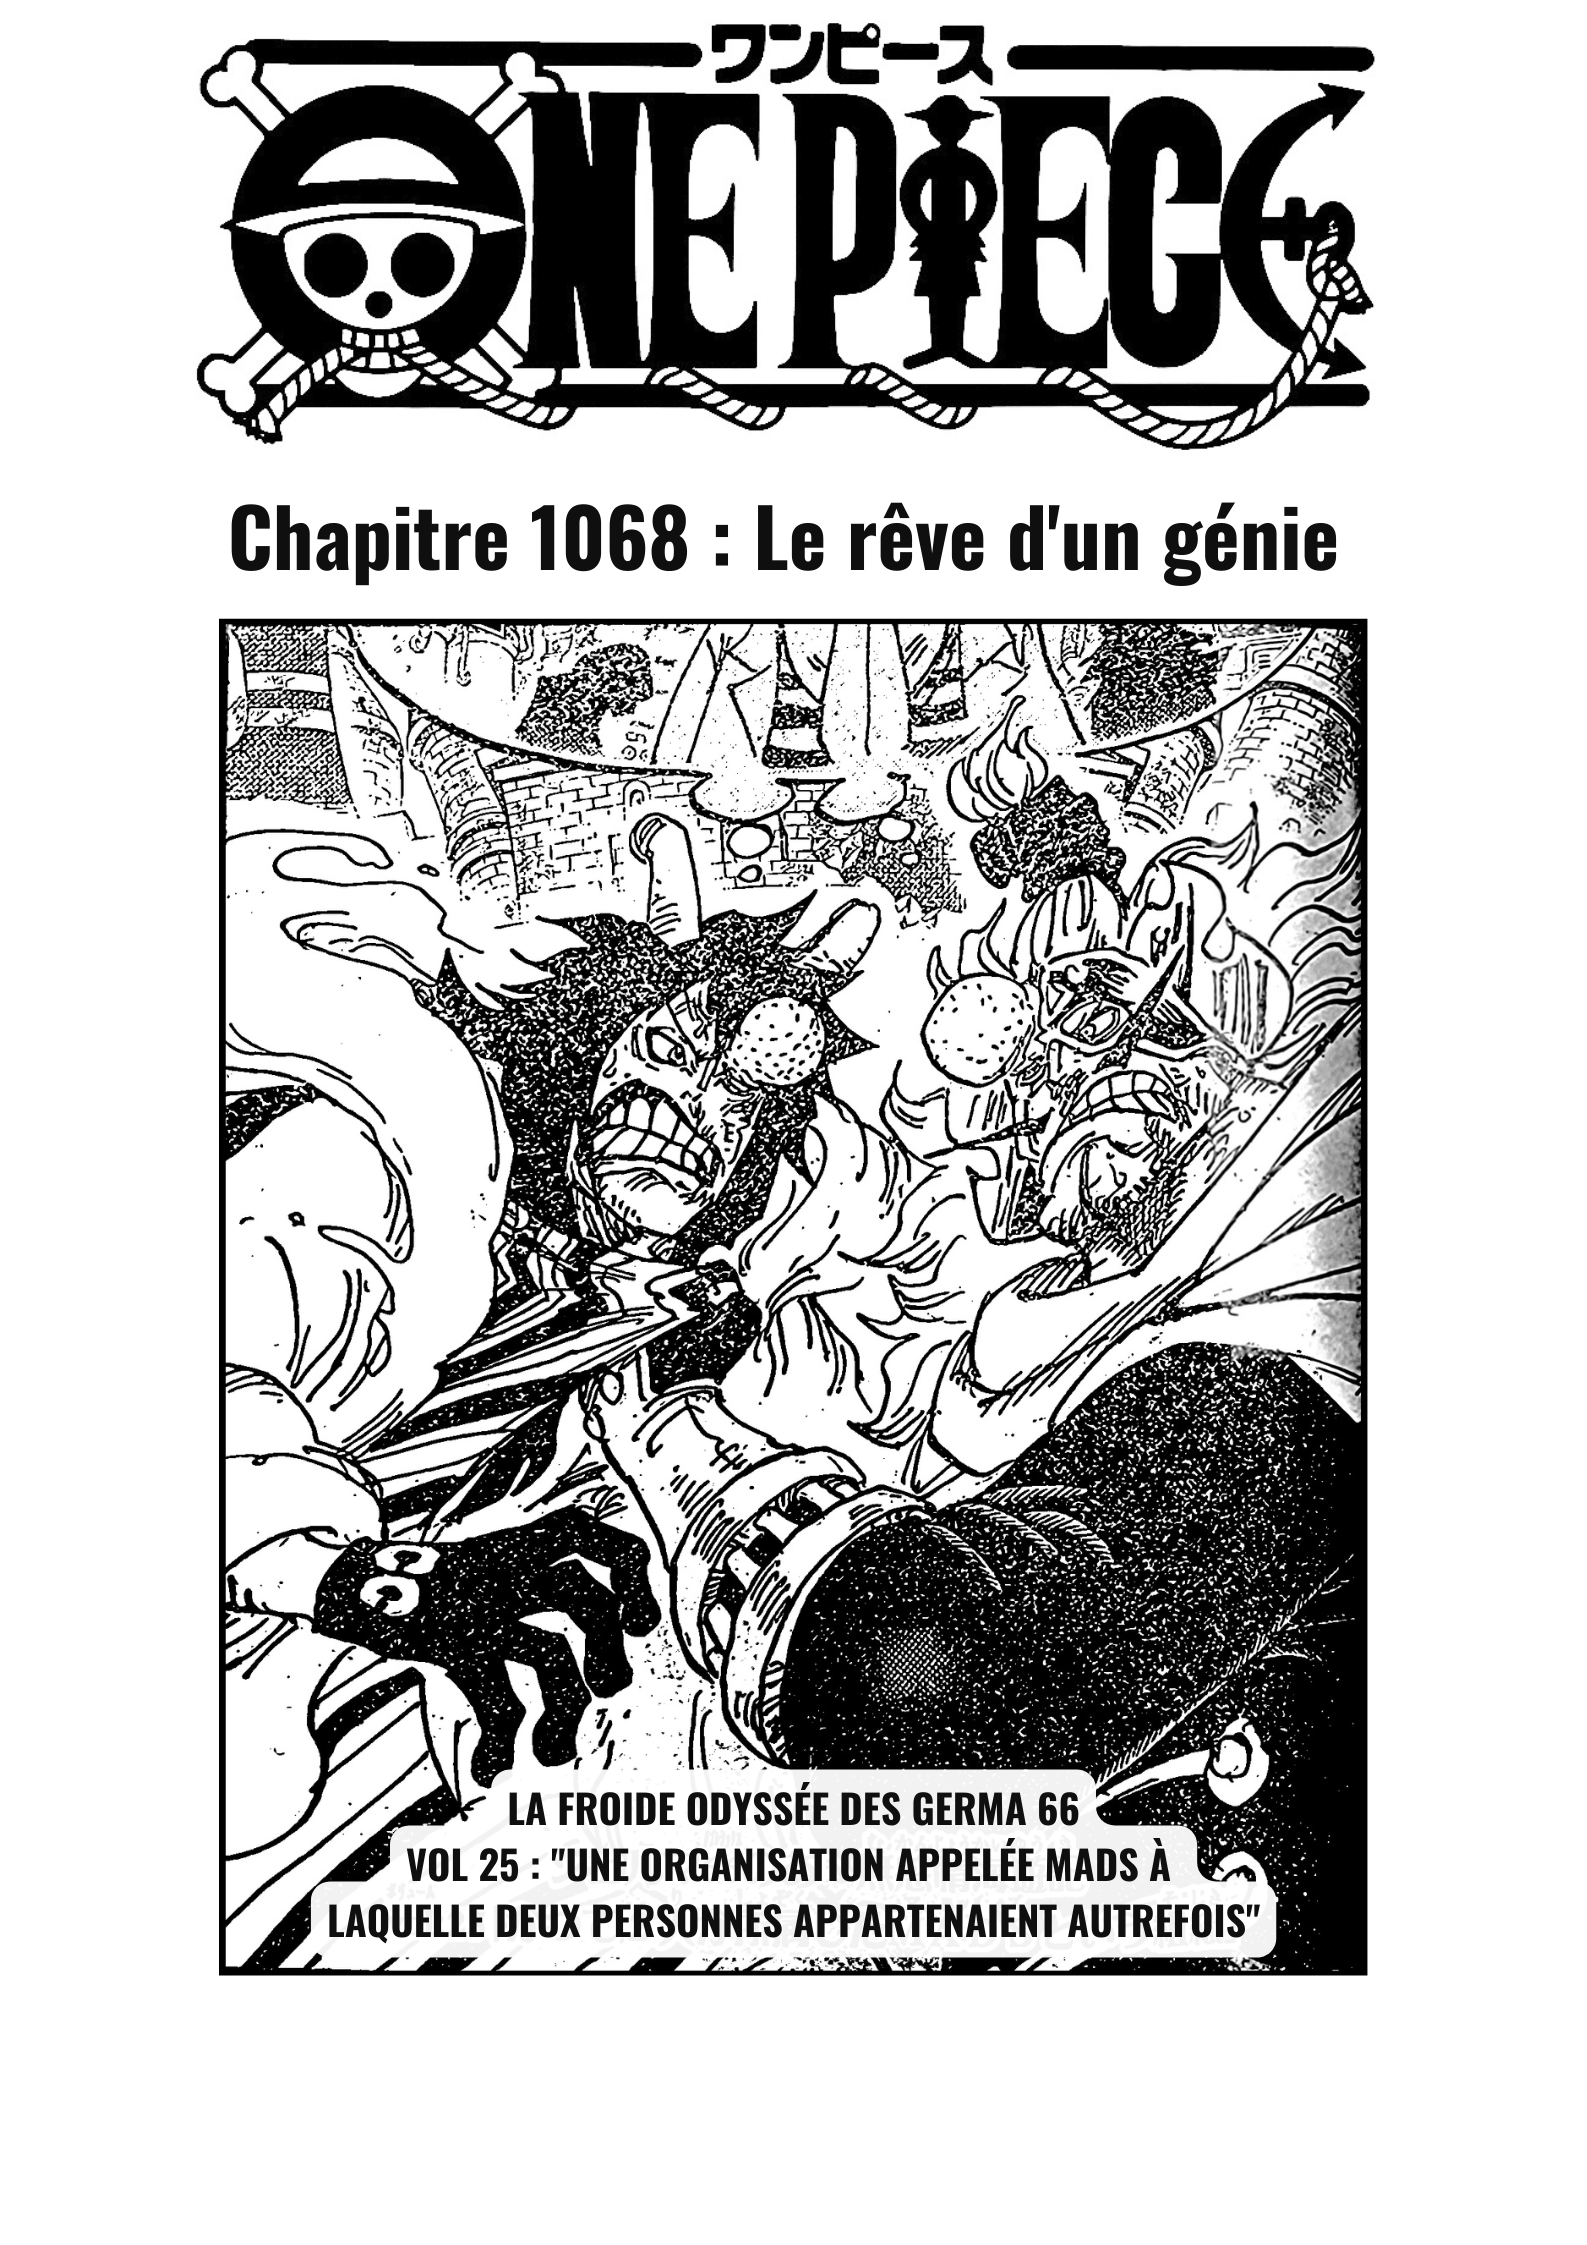 ワンピース
ONE PIECE
Chapitre 1068 : Le rêve d'un génie
LA FROIDE ODYSSÉE DES GERMA 66
VOL 25 : "UNE ORGANISATION APPELÉE MADS À
LAQUELLE DEUX PERSONNES APPARTENAIENT AUTREFOIS"